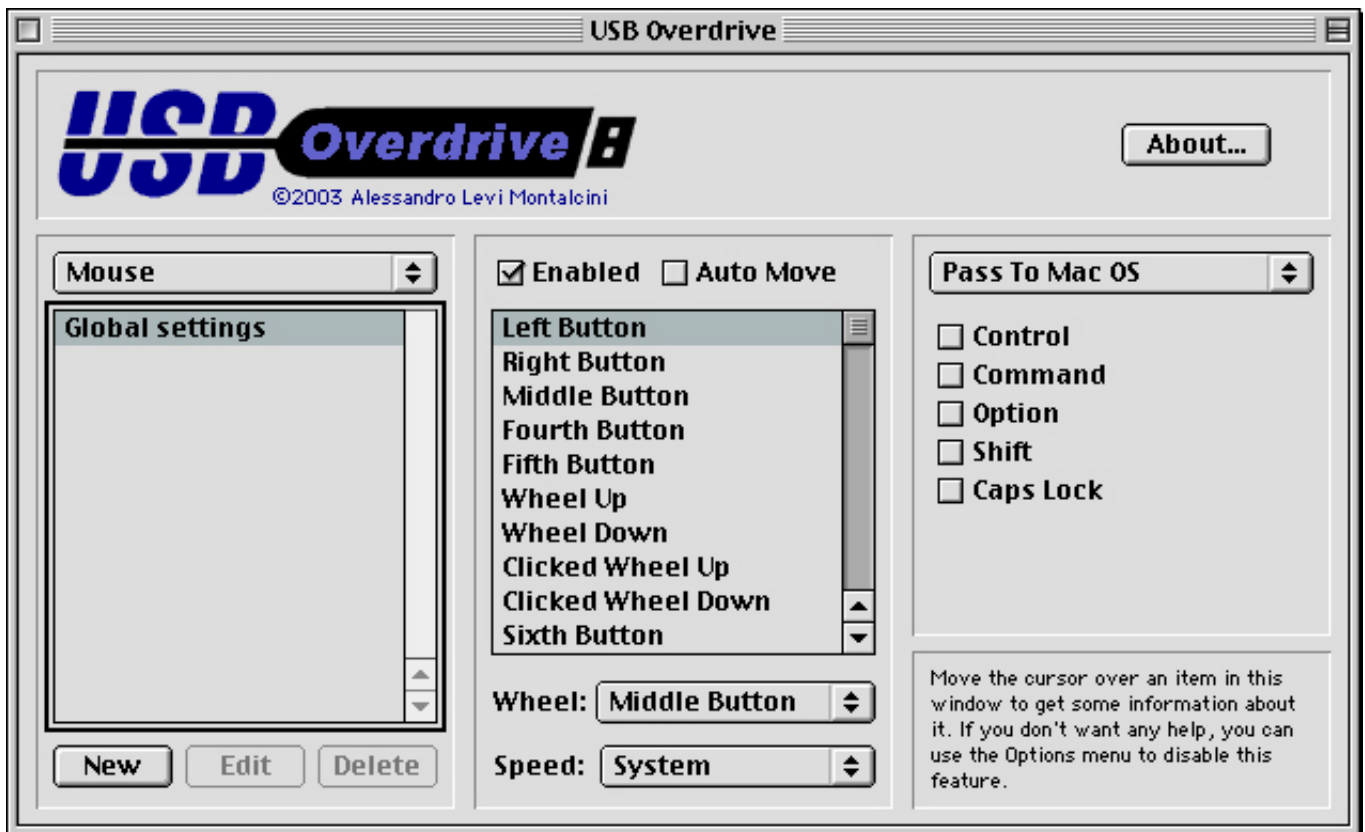 USB Overdrive
USB Overdrive
©2003 Alessandro Levi Montalcini
About...
Mouse
Global settings
New
Edit
Delete
Enabled
Auto Move
Left Button
Right Button
Middle Button
Fourth Button
Fifth Button
Wheel Up
Wheel Down
Clicked Wheel Up
Clicked Wheel Down
Sixth Button
Wheel: Middle Button
Speed: System
Pass To Mac OS
Control
Command
Option
Shift
Caps Lock
Move the cursor over an item in this
window to get some information about
it. If you don't want any help, you can
use the Options menu to disable this
feature.